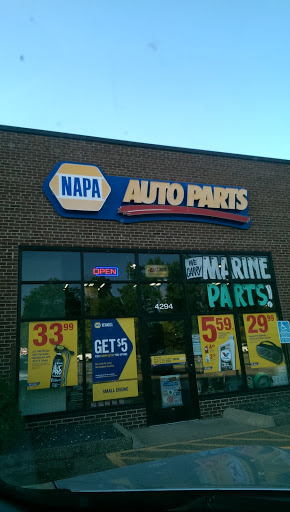 NAPA AUTO PARTS
OPEN
WE CARRY MARINE
PARTS!
4294
33 99
GET $5
SMALL ENGINE
5 59
29 99